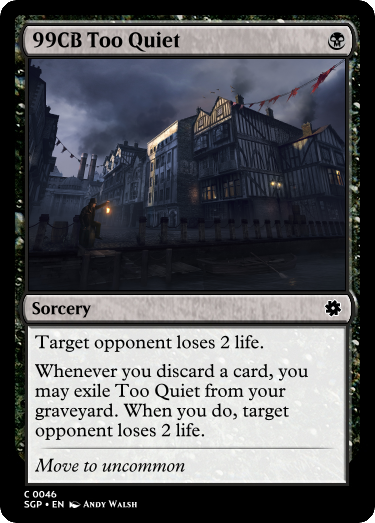 99CB Too Quiet
Sorcery
Target opponent loses 2 life.
Whenever you discard a card, you
may exile Too Quiet from your
graveyard. When you do, target
opponent loses 2 life.
Move to uncommon
C 0046
SGP • EN ANDY WALSH